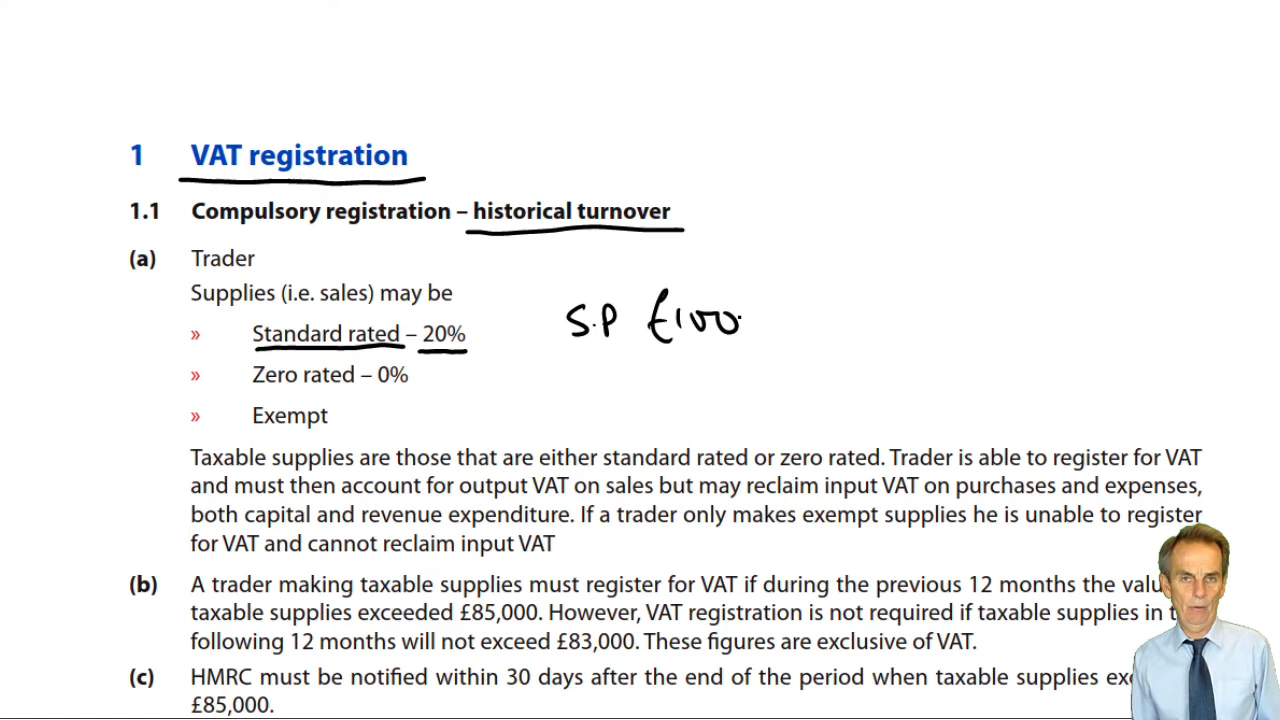 1 VAT registration
1.1 Compulsory registration – historical turnover
(a) Trader
Supplies (i.e. sales) may be
» Standard rated – 20%
S.P £100
» Zero rated – 0%
» Exempt
Taxable supplies are those that are either standard rated or zero rated. Trader is able to register for VAT
and must then account for output VAT on sales but may reclaim input VAT on purchases and expenses,
both capital and revenue expenditure. If a trader only makes exempt supplies he is unable to register
for VAT and cannot reclaim input VAT
(b) A trader making taxable supplies must register for VAT if during the previous 12 months the
taxable supplies exceeded £85,000. However, VAT registration is not required if taxable supplies in
following 12 months will not exceed £83,000. These figures are exclusive of VAT.
(c) HMRC must be notified within 30 days after the end of the period when taxable supplies
£85,000.